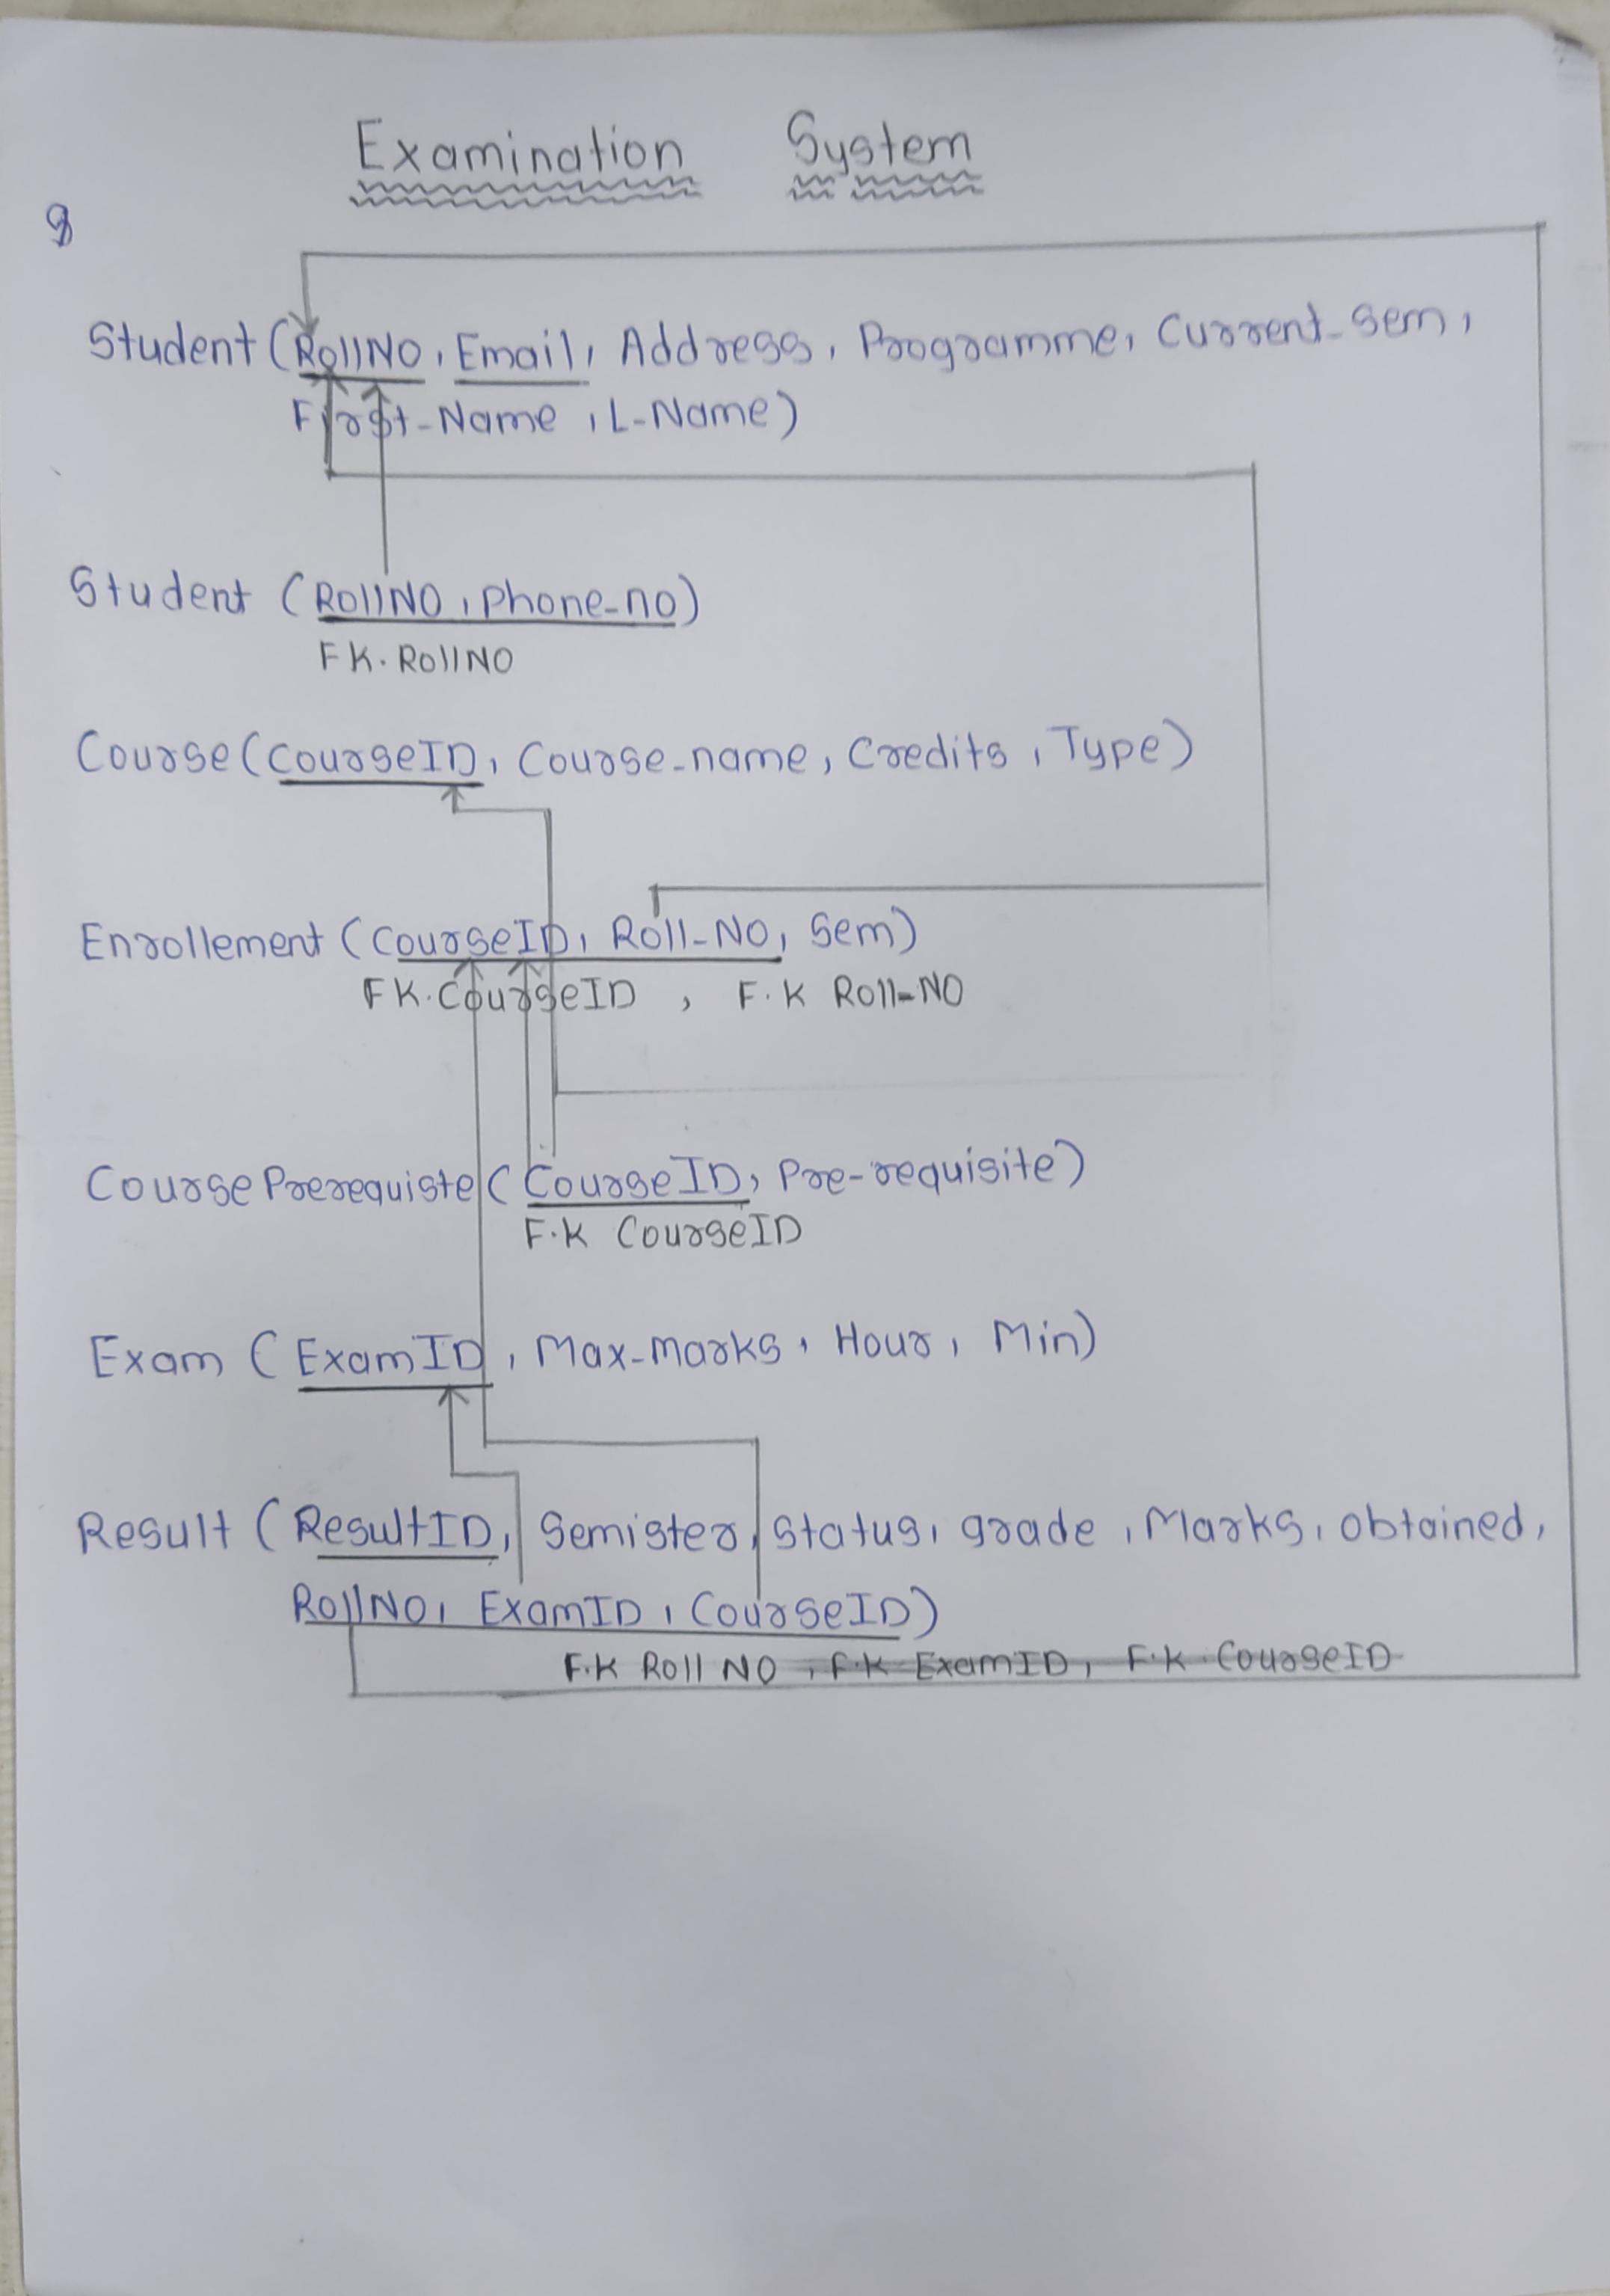 Examination System
Student (RollNO, Email, Address, Programme, Current-Sem,
First-Name, L-Name)
Student (RollNO, Phone-no)
FK. RollNO
Course (CourseID, Course-name, Credits, Type)
Enrollement (CourseID, Roll-NO, Sem)
FK. CourseID , F.K Roll-NO
Course Prerequiste (CourseID, Pre-requisite)
F.K CourseID
Exam (ExamID, Max-marks, Hour, Min)
Result (ResultID, Semister, Status, grade, Marks, obtained,
RollNO, ExamID, CourseID)
F.K Roll NO, F.K ExamID, F.K. CourseID